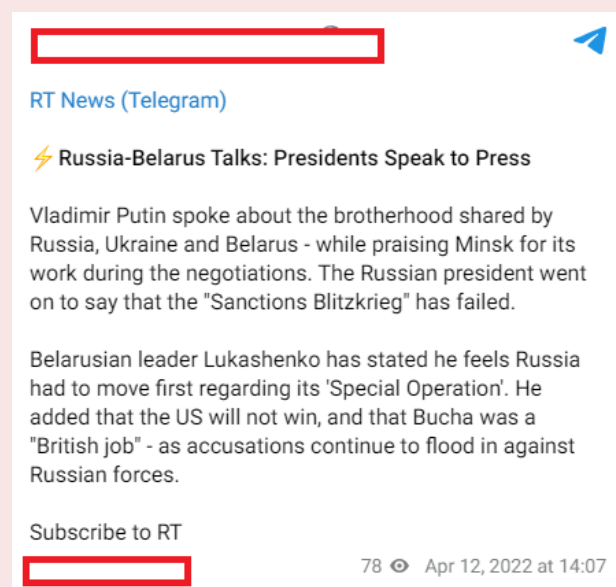 RT News (Telegram)
⚡Russia-Belarus Talks: Presidents Speak to Press
Vladimir Putin spoke about the brotherhood shared by
Russia, Ukraine and Belarus - while praising Minsk for its
work during the negotiations. The Russian president went
on to say that the "Sanctions Blitzkrieg" has failed.
Belarusian leader Lukashenko has stated he feels Russia
had to move first regarding its 'Special Operation'. He
added that the US will not win, and that Bucha was a
"British job" - as accusations continue to flood in against
Russian forces.
Subscribe to RT
78 Apr 12, 2022 at 14:07